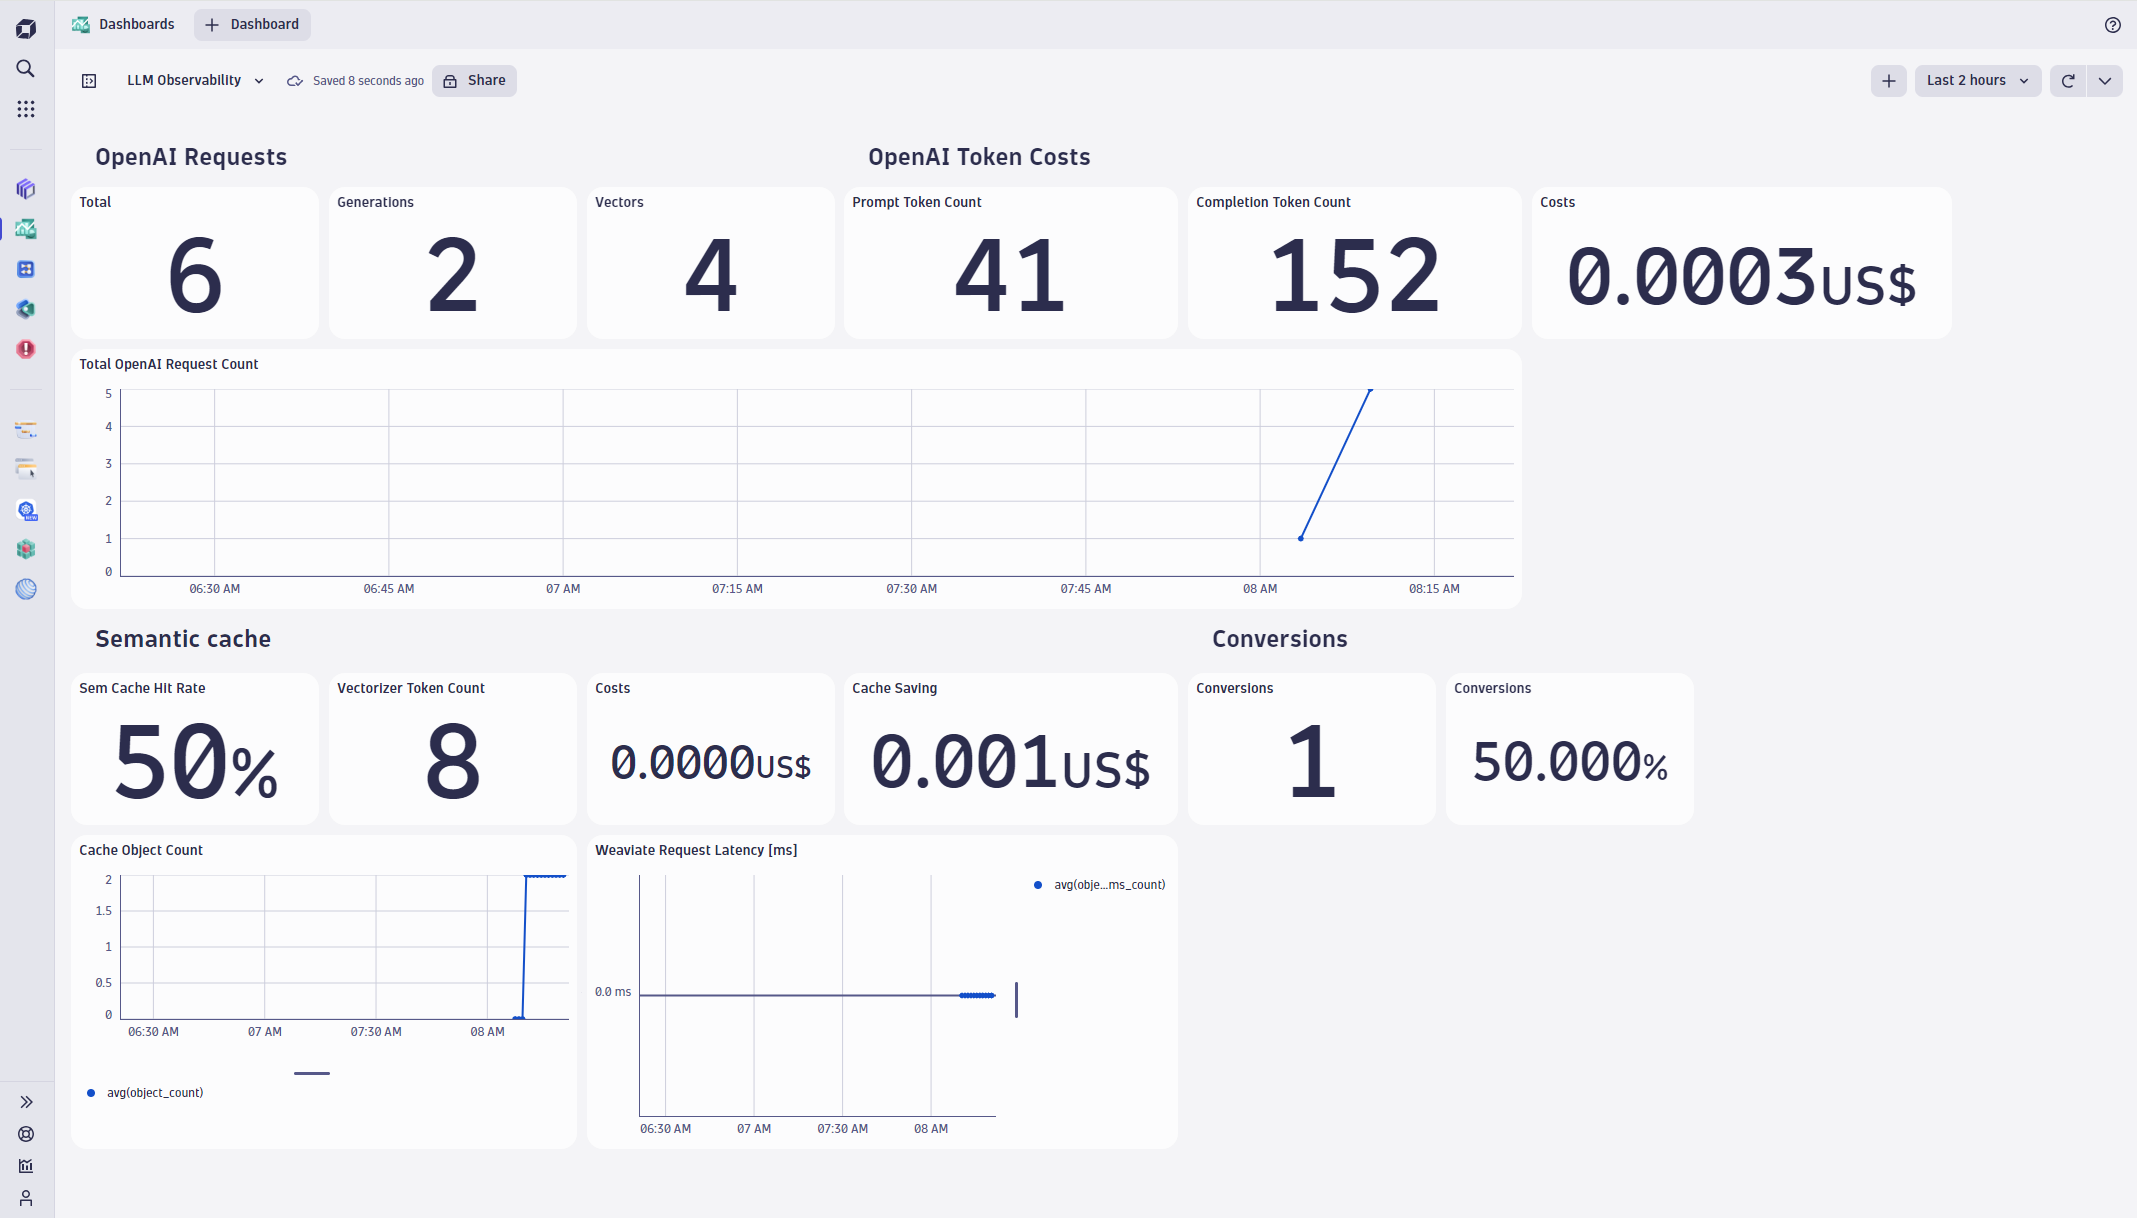 Dashboards
Dashboard
LLM Observability
Saved 8 seconds ago
Share
Last 2 hours
OpenAI Requests
OpenAI Token Costs
Total
6
Generations
2
Vectors
4
Prompt Token Count
41
Completion Token Count
152
Costs
0.0003US$
Total OpenAI Request Count
5
4
3
2
1
0
06:30 AM
06:45 AM
07 AM
07:15 AM
07:30 AM
07:45 AM
08 AM
08:15 AM
Semantic cache
Conversions
Sem Cache Hit Rate
50%
Vectorizer Token Count
8
Costs
0.0000US$
Cache Saving
0.001US$
Conversions
1
Conversions
50.000%
Cache Object Count
2
1.5
1
0.5
0
06:30 AM
07 AM
07:30 AM
08 AM
avg(object_count)
Weaviate Request Latency [ms]
avg(obje...ms_count)
0.0 ms
06:30 AM
07 AM
07:30 AM
08 AM
NEW